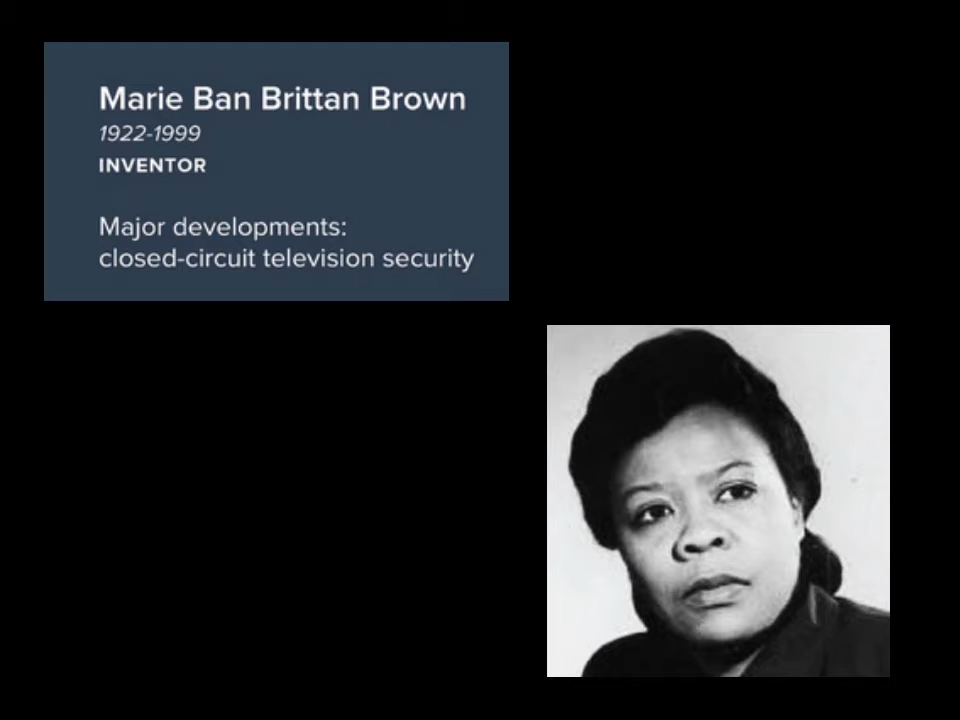 Marie Ban Brittan Brown
1922-1999
INVENTOR
Major developments:
closed-circuit television security